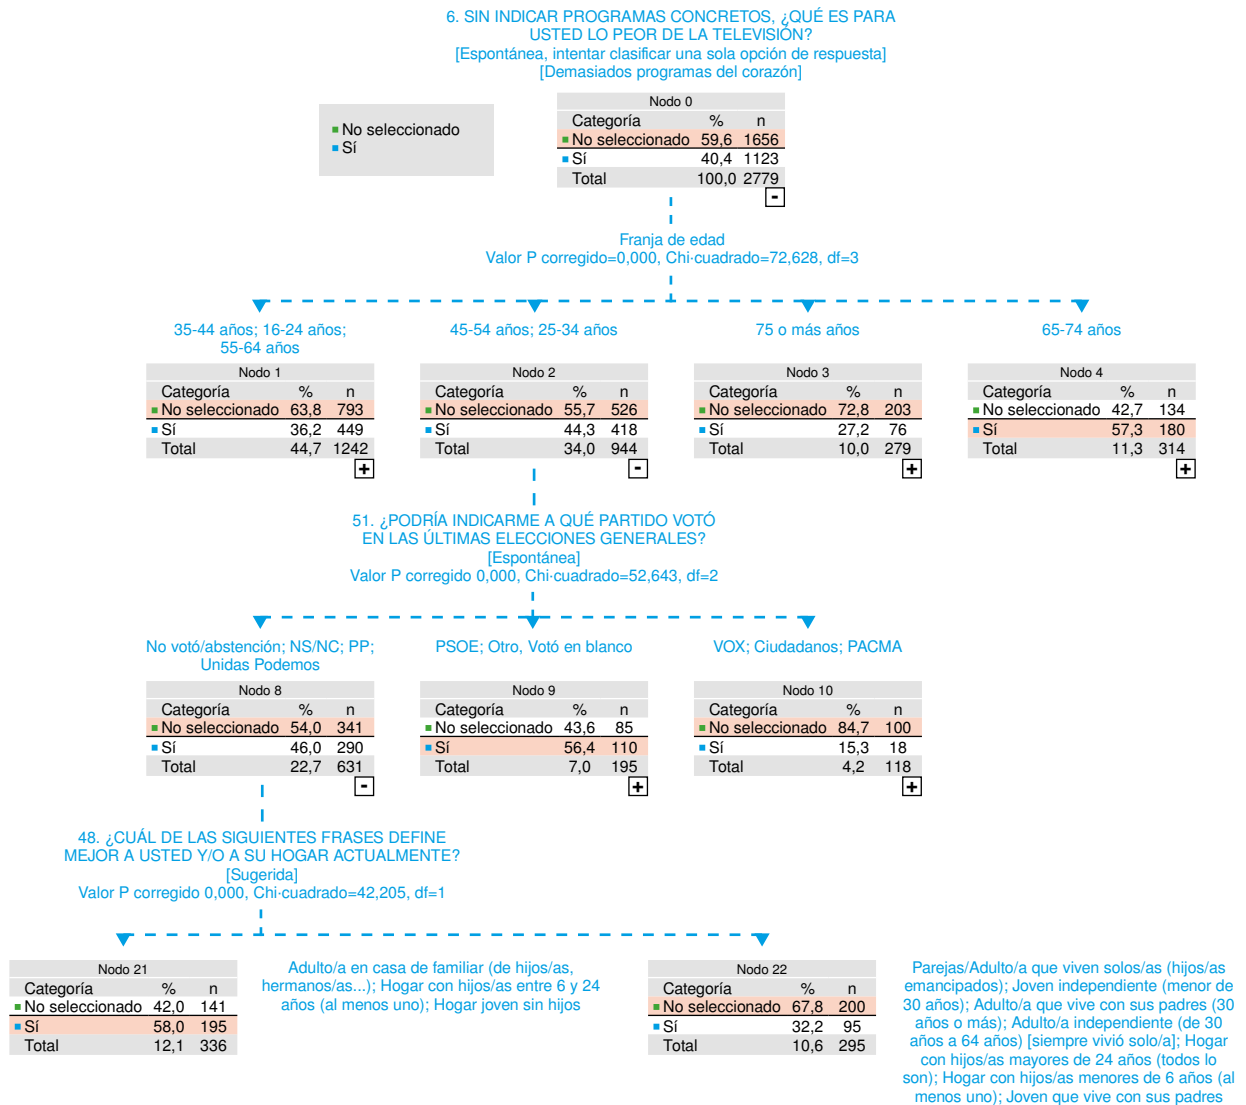 6. SIN INDICAR PROGRAMAS CONCRETOS, ¿QUÉ ES PARA
USTED LO PEOR DE LA TELEVISIÓN?
[Espontánea, intentar clasificar una sola opción de respuesta]
[Demasiados programas del corazón]
No seleccionado
Sí
Nodo 0
Categoría % n
No seleccionado 59,6 1656
Sí 40,4 1123
Total 100,0 2779
-
Franja de edad
Valor P corregido=0,000, Chi·cuadrado=72,628, df=3
35-44 años; 16-24 años;
55-64 años
Nodo 1
Categoría % n
No seleccionado 63,8 793
Sí 36,2 449
Total 44,7 1242
+
45-54 años; 25-34 años
Nodo 2
Categoría % n
No seleccionado 55,7 526
Sí 44,3 418
Total 34,0 944
-
75 o más años
Nodo 3
Categoría % n
No seleccionado 72,8 203
Sí 27,2 76
Total 10,0 279
+
65-74 años
Nodo 4
Categoría % n
No seleccionado 42,7 134
Sí 57,3 180
Total 11,3 314
+
51. ¿PODRÍA INDICARME A QUÉ PARTIDO VOTÓ
EN LAS ÚLTIMAS ELECCIONES GENERALES?
[Espontánea]
Valor P corregido 0,000, Chi·cuadrado=52,643, df=2
No votó/abstención; NS/NC; PP;
Unidas Podemos
Nodo 8
Categoría % n
No seleccionado 54,0 341
Sí 46,0 290
Total 22,7 631
-
PSOE; Otro, Votó en blanco
Nodo 9
Categoría % n
No seleccionado 43,6 85
Sí 56,4 110
Total 7,0 195
+
VOX; Ciudadanos; PACMA
Nodo 10
Categoría % n
No seleccionado 84,7 100
Sí 15,3 18
Total 4,2 118
+
48. ¿CUÁL DE LAS SIGUIENTES FRASES DEFINE
MEJOR A USTED Y/O A SU HOGAR ACTUALMENTE?
[Sugerida]
Valor P corregido 0,000, Chi·cuadrado=42,205, df=1
Nodo 21
Categoría % n
No seleccionado 42,0 141
Sí 58,0 195
Total 12,1 336
Adulto/a en casa de familiar (de hijos/as,
hermanos/as...); Hogar con hijos/as entre 6 y 24
años (al menos uno); Hogar joven sin hijos
Nodo 22
Categoría % n
No seleccionado 67,8 200
Sí 32,2 95
Total 10,6 295
Parejas/Adulto/a que viven solos/as (hijos/as
emancipados); Joven independiente (menor de
30 años); Adulto/a que vive con sus padres (30
años o más); Adulto/a independiente (de 30
años a 64 años) [siempre vivió solo/a]; Hogar
con hijos/as mayores de 24 años (todos lo
son); Hogar con hijos/as menores de 6 años (al
menos uno); Joven que vive con sus padres